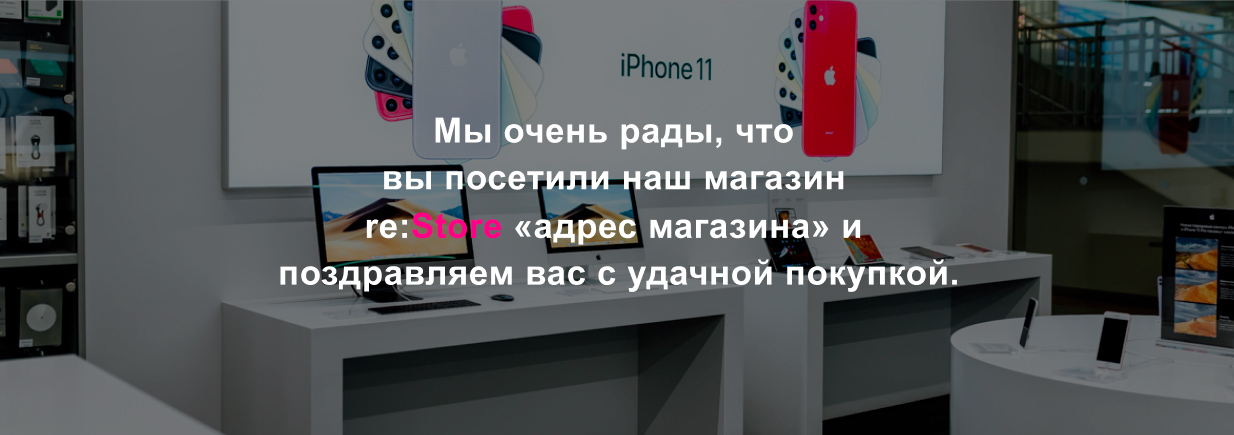 iPhone 11
Мы очень рады, что
вы посетили наш магазин
re:Store «адрес магазина» и
поздравляем вас с удачной покупкой.